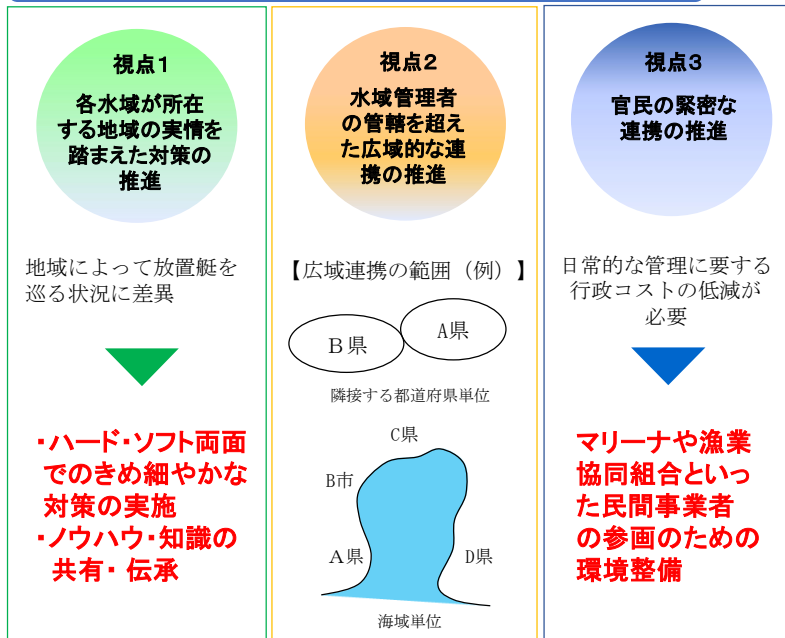 視点1
各水域が所在
する地域の実情を
踏まえた対策の
推進
地域によって放置艇を
巡る状況に差異
・ハード・ソフト両面
でのきめ細やかな
対策の実施
・ノウハウ・知識の
共有・ 伝承
視点2
水域管理者
の管轄を超え
た広域的な連
携の推進
【広域連携の範囲（例）】
Ｂ県
A県
隣接する都道府県単位
C県
B市
Ａ県
D県
海域単位
視点3
官民の緊密な
連携の推進
日常的な管理に要する
行政コストの低減が
必要
マリーナや漁業
協同組合といっ
た民間事業者
の参画のための
環境整備